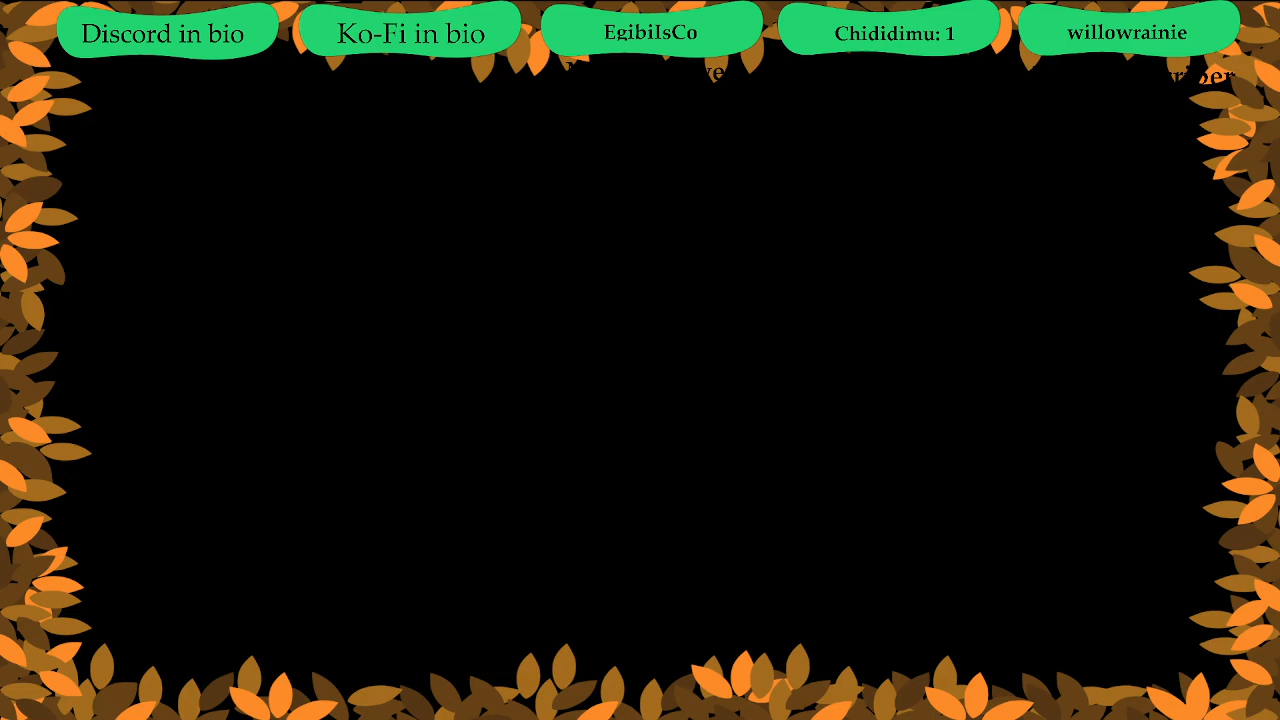 Discord in bio
Ko-Fi in bio
EgibiIsCo
Chididimu: 1
willowrainie